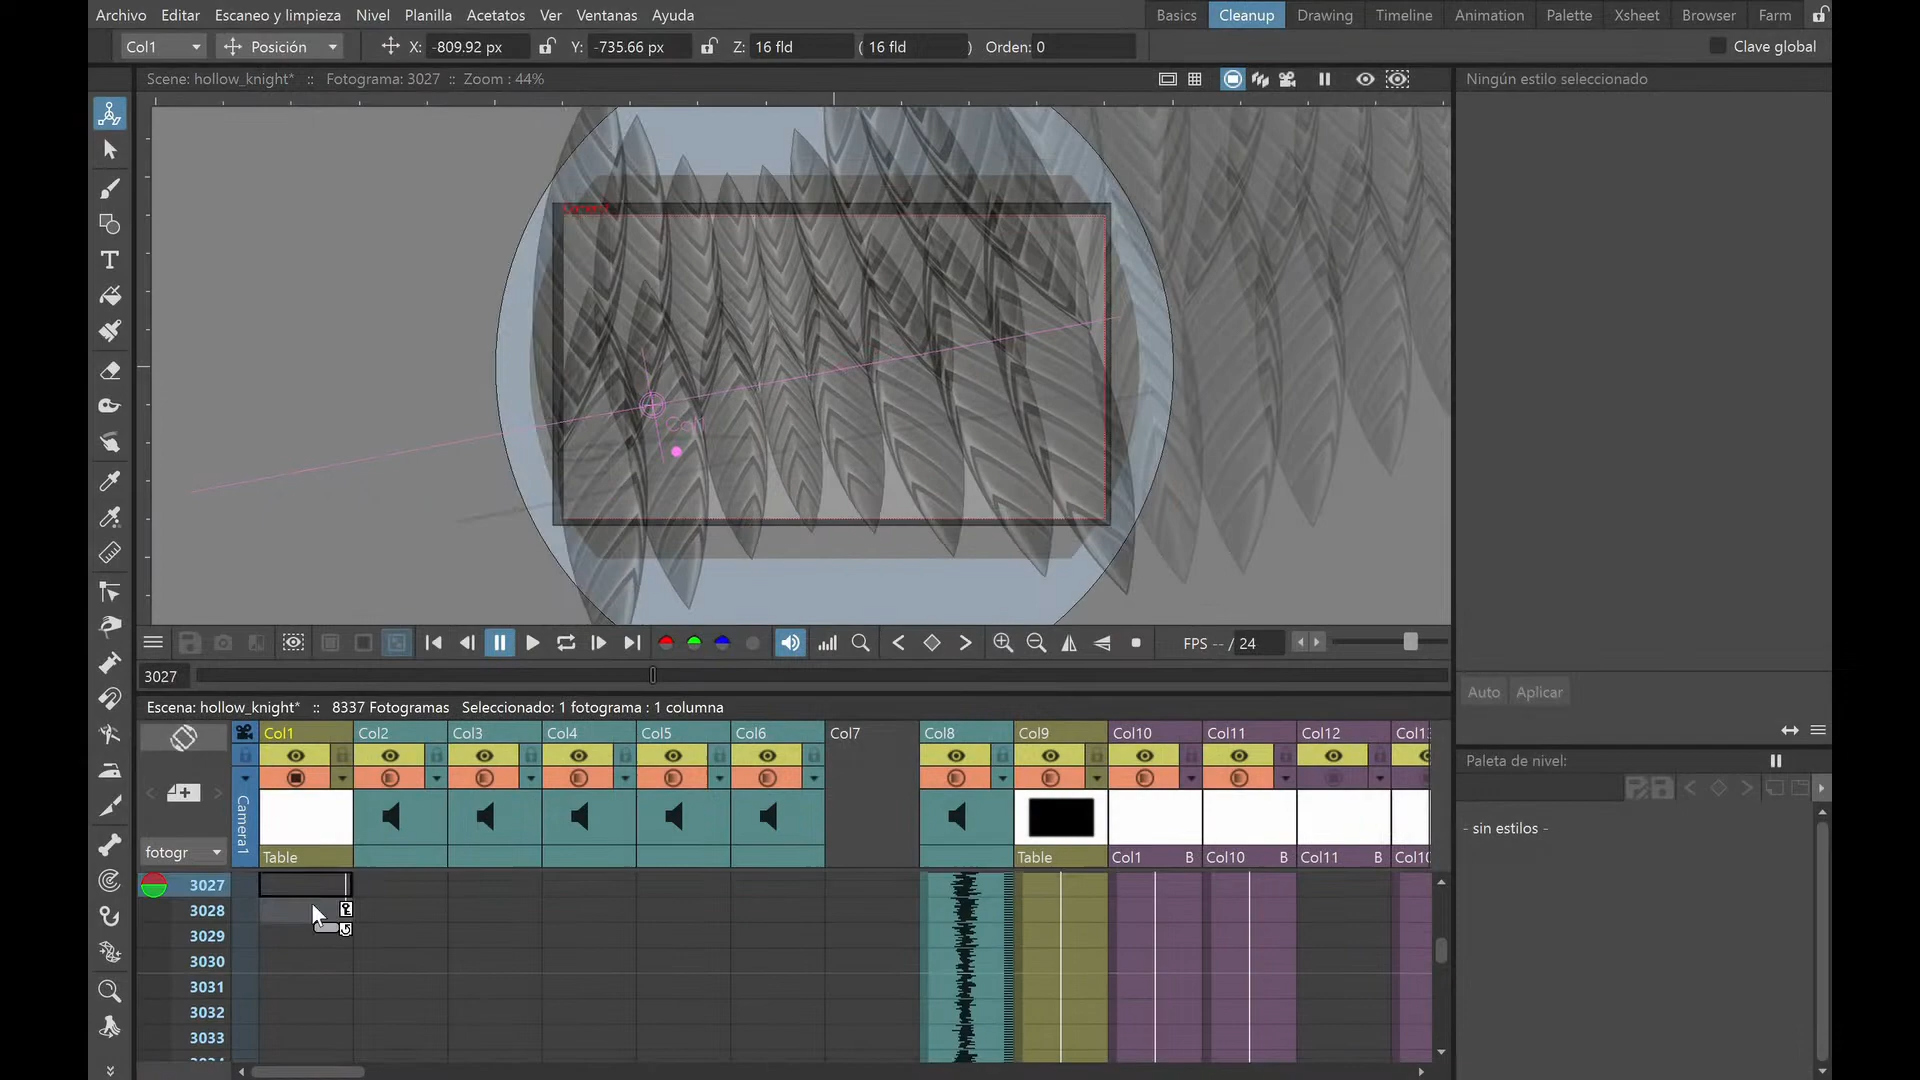 Archivo Editar Escaneo y limpieza Nivel Planilla Acetatos Ver Ventanas Ayuda Basics Cleanup Drawing Timeline Animation Palette Xsheet Browser Farm
Col1 Posición X: -809.92 px Y: -735.66 px Z: 16 fld ( 16 fld ) Orden: 0 Clave global
Scene: hollow_knight* :: Fotograma: 3027 :: Zoom : 44% Ningún estilo seleccionado
Col1
FPS -- / 24
3027
Auto Aplicar
Escena: hollow_knight* :: 8337 Fotogramas Seleccionado: 1 fotograma : 1 columna
Col1 Col2 Col3 Col4 Col5 Col6 Col7 Col8 Col9 Col10 Col11 Col12 Col1
Paleta de nivel:
Camera1
- sin estilos -
fotogr Table Table Col1 B Col10 B Col11 B Col10
3027
3028
3029
3030
3031
3032
3033